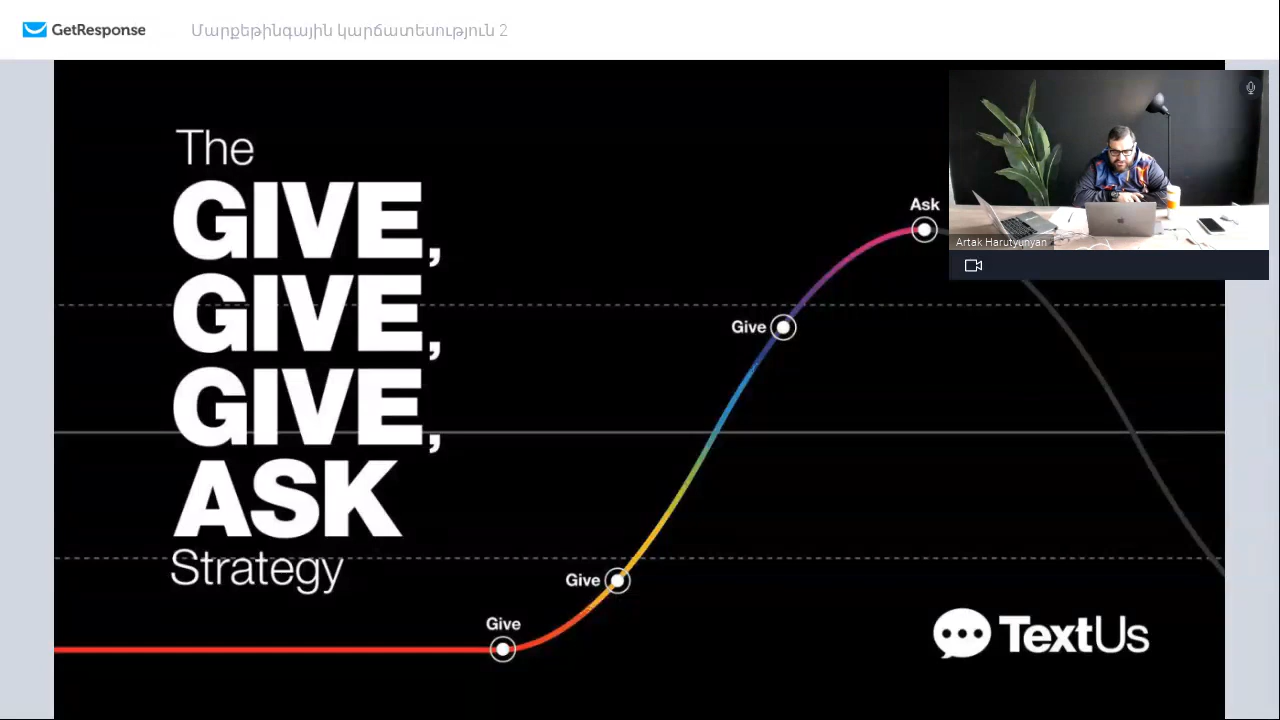 GetResponse
Մարքեթինգային կարճատեսություն 2
The
GIVE,
GIVE,
GIVE,
ASK
Strategy
Give
Give
Give
Ask
TextUs
Artak Harutyunyan